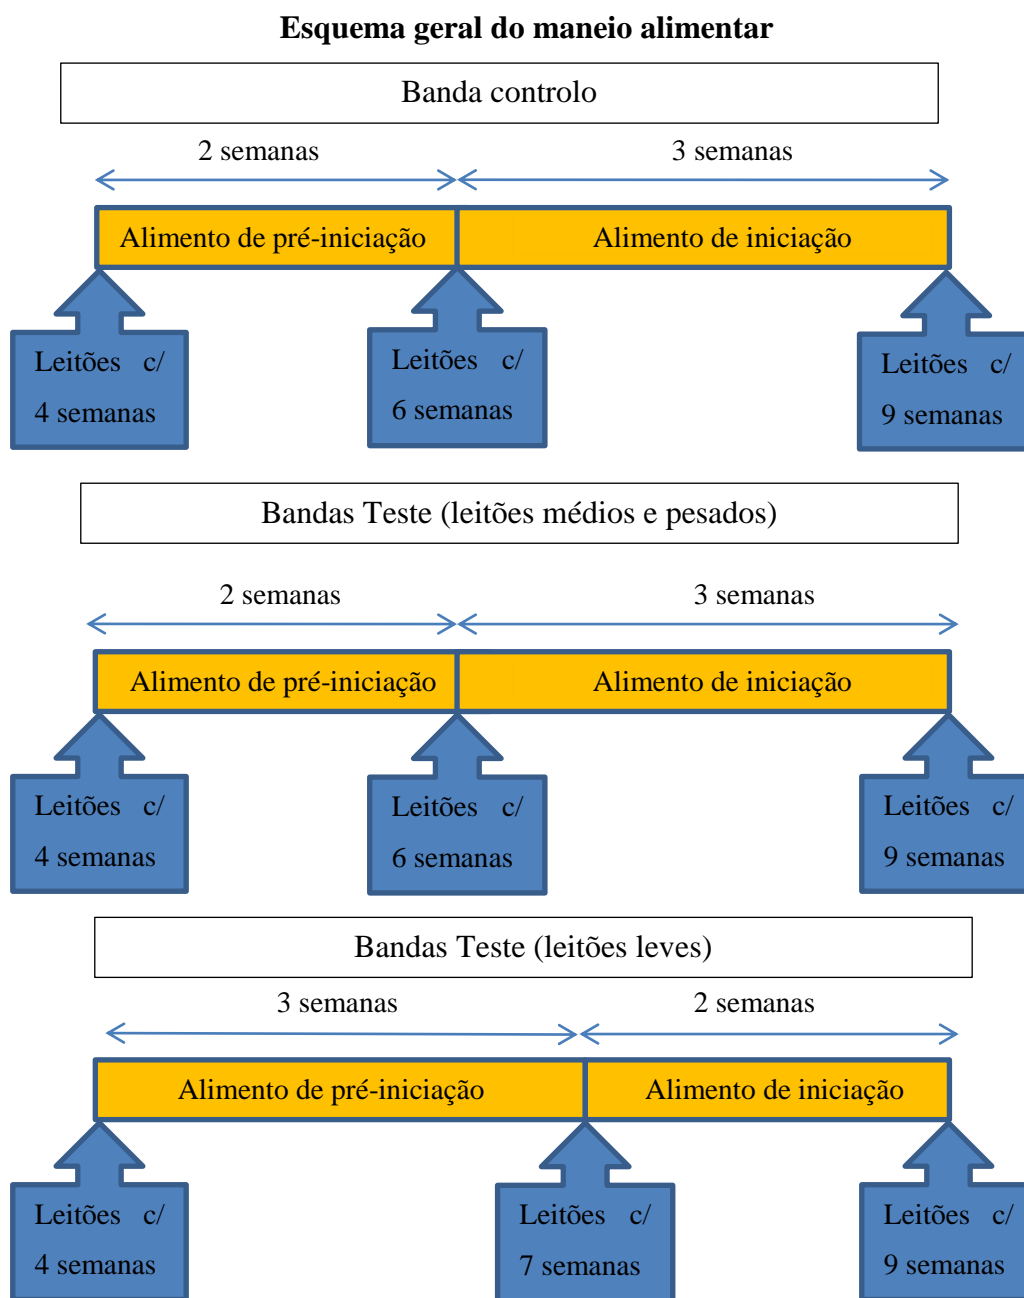 Esquema geral do maneio alimentar
Banda controlo
2 semanas
3 semanas
Alimento de pré-iniciação
Alimento de iniciação
Leitões c/
4 semanas
Leitões c/
6 semanas
Leitões c/
9 semanas
Bandas Teste (leitões médios e pesados)
2 semanas
3 semanas
Alimento de pré-iniciação
Alimento de iniciação
Leitões c/
4 semanas
Leitões c/
6 semanas
Leitões c/
9 semanas
Bandas Teste (leitões leves)
3 semanas
2 semanas
Alimento de pré-iniciação
Alimento de iniciação
Leitões c/
4 semanas
Leitões c/
7 semanas
Leitões c/
9 semanas